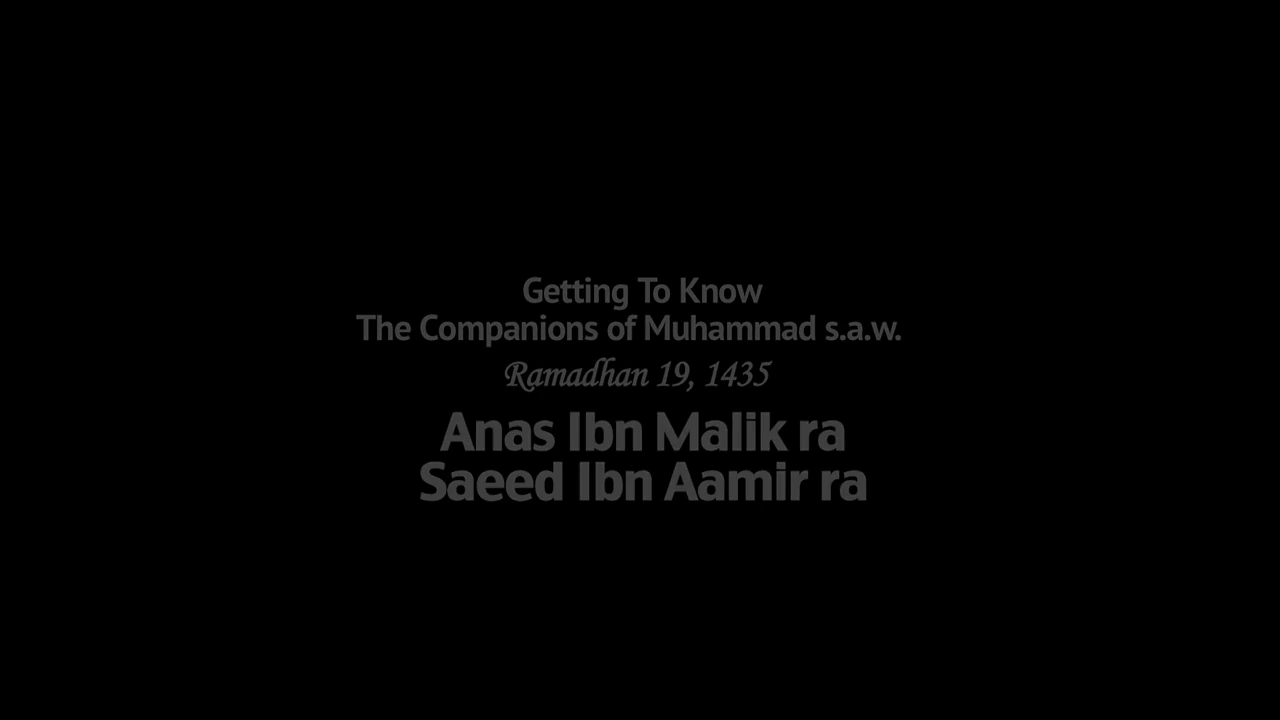 Getting To Know
The Companions of Muhammad s.a.w.
Ramadhan 19, 1435
Anas Ibn Malik ra
Saeed Ibn Aamir ra